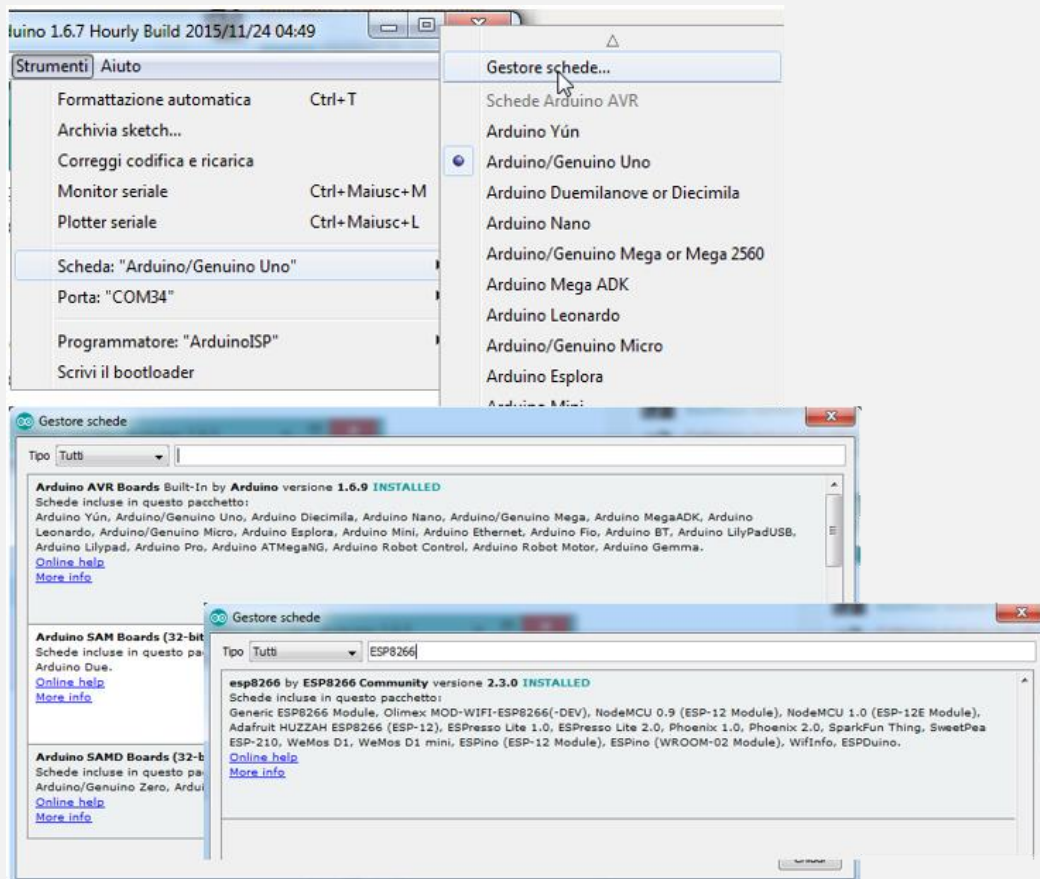 uino 1.6.7 Hourly Build 2015/11/24 04:49
Strumenti Aiuto
Formattazione automatica Ctrl+T
Archivia sketch...
Correggi codifica e ricarica
Monitor seriale Ctrl+Maiusc+M
Plotter seriale Ctrl+Maiusc+L
Scheda: "Arduino/Genuino Uno"
Porta: "COM34"
Programmatore: "ArduinoISP"
Scrivi il bootloader
Gestore schede...
Schede Arduino AVR
Arduino Yún
Arduino/Genuino Uno
Arduino Duemilanove or Diecimila
Arduino Nano
Arduino/Genuino Mega or Mega 2560
Arduino Mega ADK
Arduino Leonardo
Arduino/Genuino Micro
Arduino Esplora
Arduino Mini
Gestore schede
Tipo Tutti
Arduino AVR Boards Built-In by Arduino versione 1.6.9 INSTALLED
Schede incluse in questo pacchetto:
Arduino Yún, Arduino/Genuino Uno, Arduino Diecimila, Arduino Nano, Arduino/Genuino Mega, Arduino MegaADK, Arduino
Leonardo, Arduino/Genuino Micro, Arduino Esplora, Arduino Mini, Arduino Ethernet, Arduino Fio, Arduino BT, Arduino LilyPadUSB,
Arduino Lilypad, Arduino Pro, Arduino ATMegaNG, Arduino Robot Control, Arduino Robot Motor, Arduino Gemma.
Online help
More info
Arduino SAM Boards (32-bit
Schede incluse in questo pa
Arduino Due.
Online help
More info
Arduino SAMD Boards (32-b
Schede incluse in questo pa
Arduino/Genuino Zero, Ardui
Online help
More info
Gestore schede
Tipo Tutti ESP8266
esp8266 by ESP8266 Community versione 2.3.0 INSTALLED
Schede incluse in questo pacchetto:
Generic ESP8266 Module, Olimex MOD-WIFI-ESP8266(-DEV), NodeMCU 0.9 (ESP-12 Module), NodeMCU 1.0 (ESP-12E Module),
Adafruit HUZZAH ESP8266 (ESP-12), ESPresso Lite 1.0, ESPresso Lite 2.0, Phoenix 1.0, Phoenix 2.0, SparkFun Thing, SweetPea
ESP-210, WeMos D1, WeMos D1 mini, ESPino (ESP-12 Module), ESPino (WROOM-02 Module), WifInfo, ESPDuino.
Online help
More info